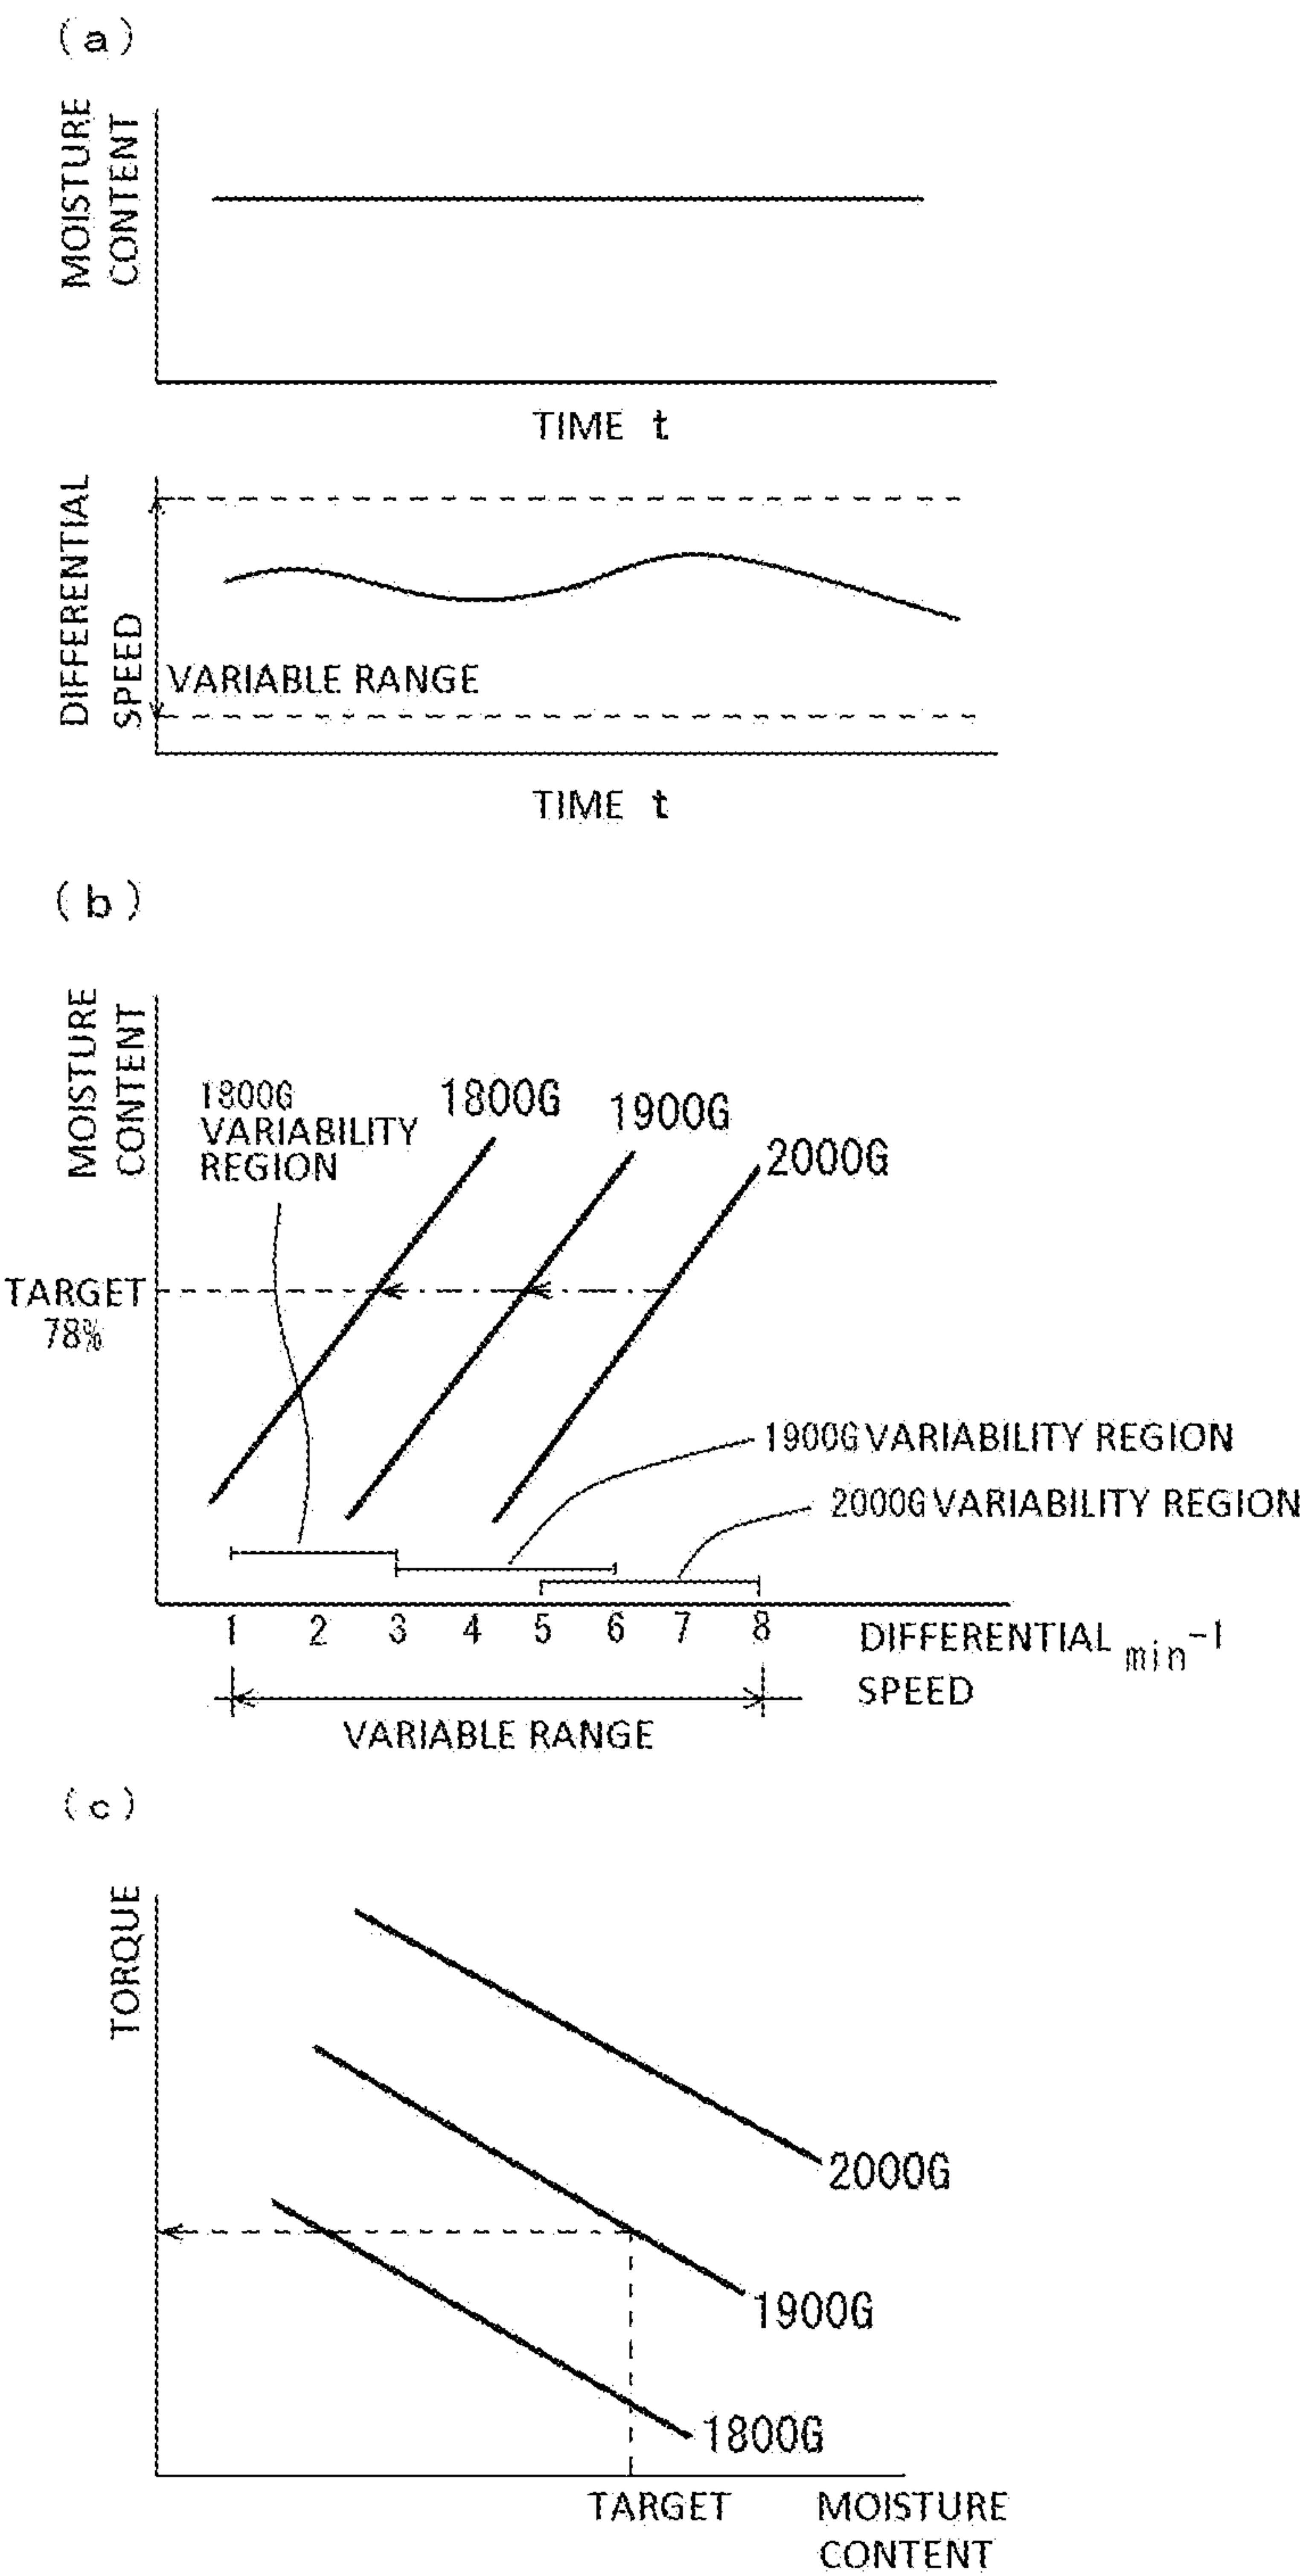 (a)
MOISTURE
CONTENT
TIME t
DIFFERENTIAL
SPEED
VARIABLE RANGE
TIME t
(b)
MOISTURE
CONTENT
1800G
VARIABILITY
REGION
1800G
1900G
2000G
TARGET
78%
1900G VARIABILITY REGION
2000G VARIABILITY REGION
1 2 3 4 5 6 7 8
DIFFERENTIAL min⁻¹
SPEED
VARIABLE RANGE
(c)
TORQUE
2000G
1900G
1800G
TARGET
MOISTURE
CONTENT